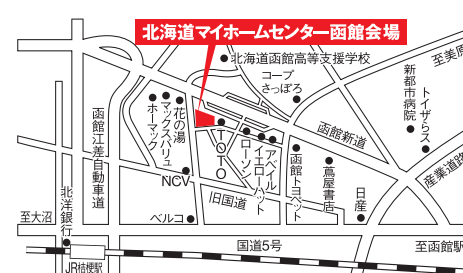 北海道マイホームセンター函館会場
北海道函館高等支援学校
至美原
コープ
さっぽろ
新都市病院
トイザらス
函館江差自動車道
ホーマック
マックスバリュ
花の湯
TOTO
ローソン
イエローハット
アベイル
函館新道
函館トヨペット
蔦屋書店
日産
産業道路
NCV
旧国道
ベルコ
至大沼
北洋銀行
国道5号
至函館駅
JR桔梗駅